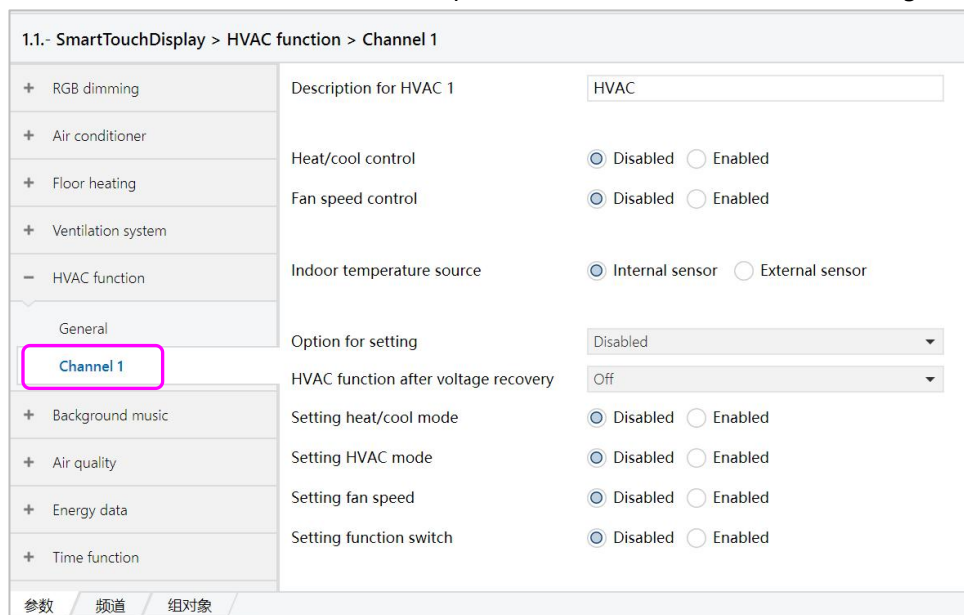 1.1.- SmartTouchDisplay > HVAC function > Channel 1
+ RGB dimming
+ Air conditioner
+ Floor heating
+ Ventilation system
− HVAC function
General
Channel 1
+ Background music
+ Air quality
+ Energy data
+ Time function
Description for HVAC 1 HVAC
Heat/cool control Disabled Enabled
Fan speed control Disabled Enabled
Indoor temperature source Internal sensor External sensor
Option for setting Disabled
HVAC function after voltage recovery Off
Setting heat/cool mode Disabled Enabled
Setting HVAC mode Disabled Enabled
Setting fan speed Disabled Enabled
Setting function switch Disabled Enabled
参数 频道 组对象